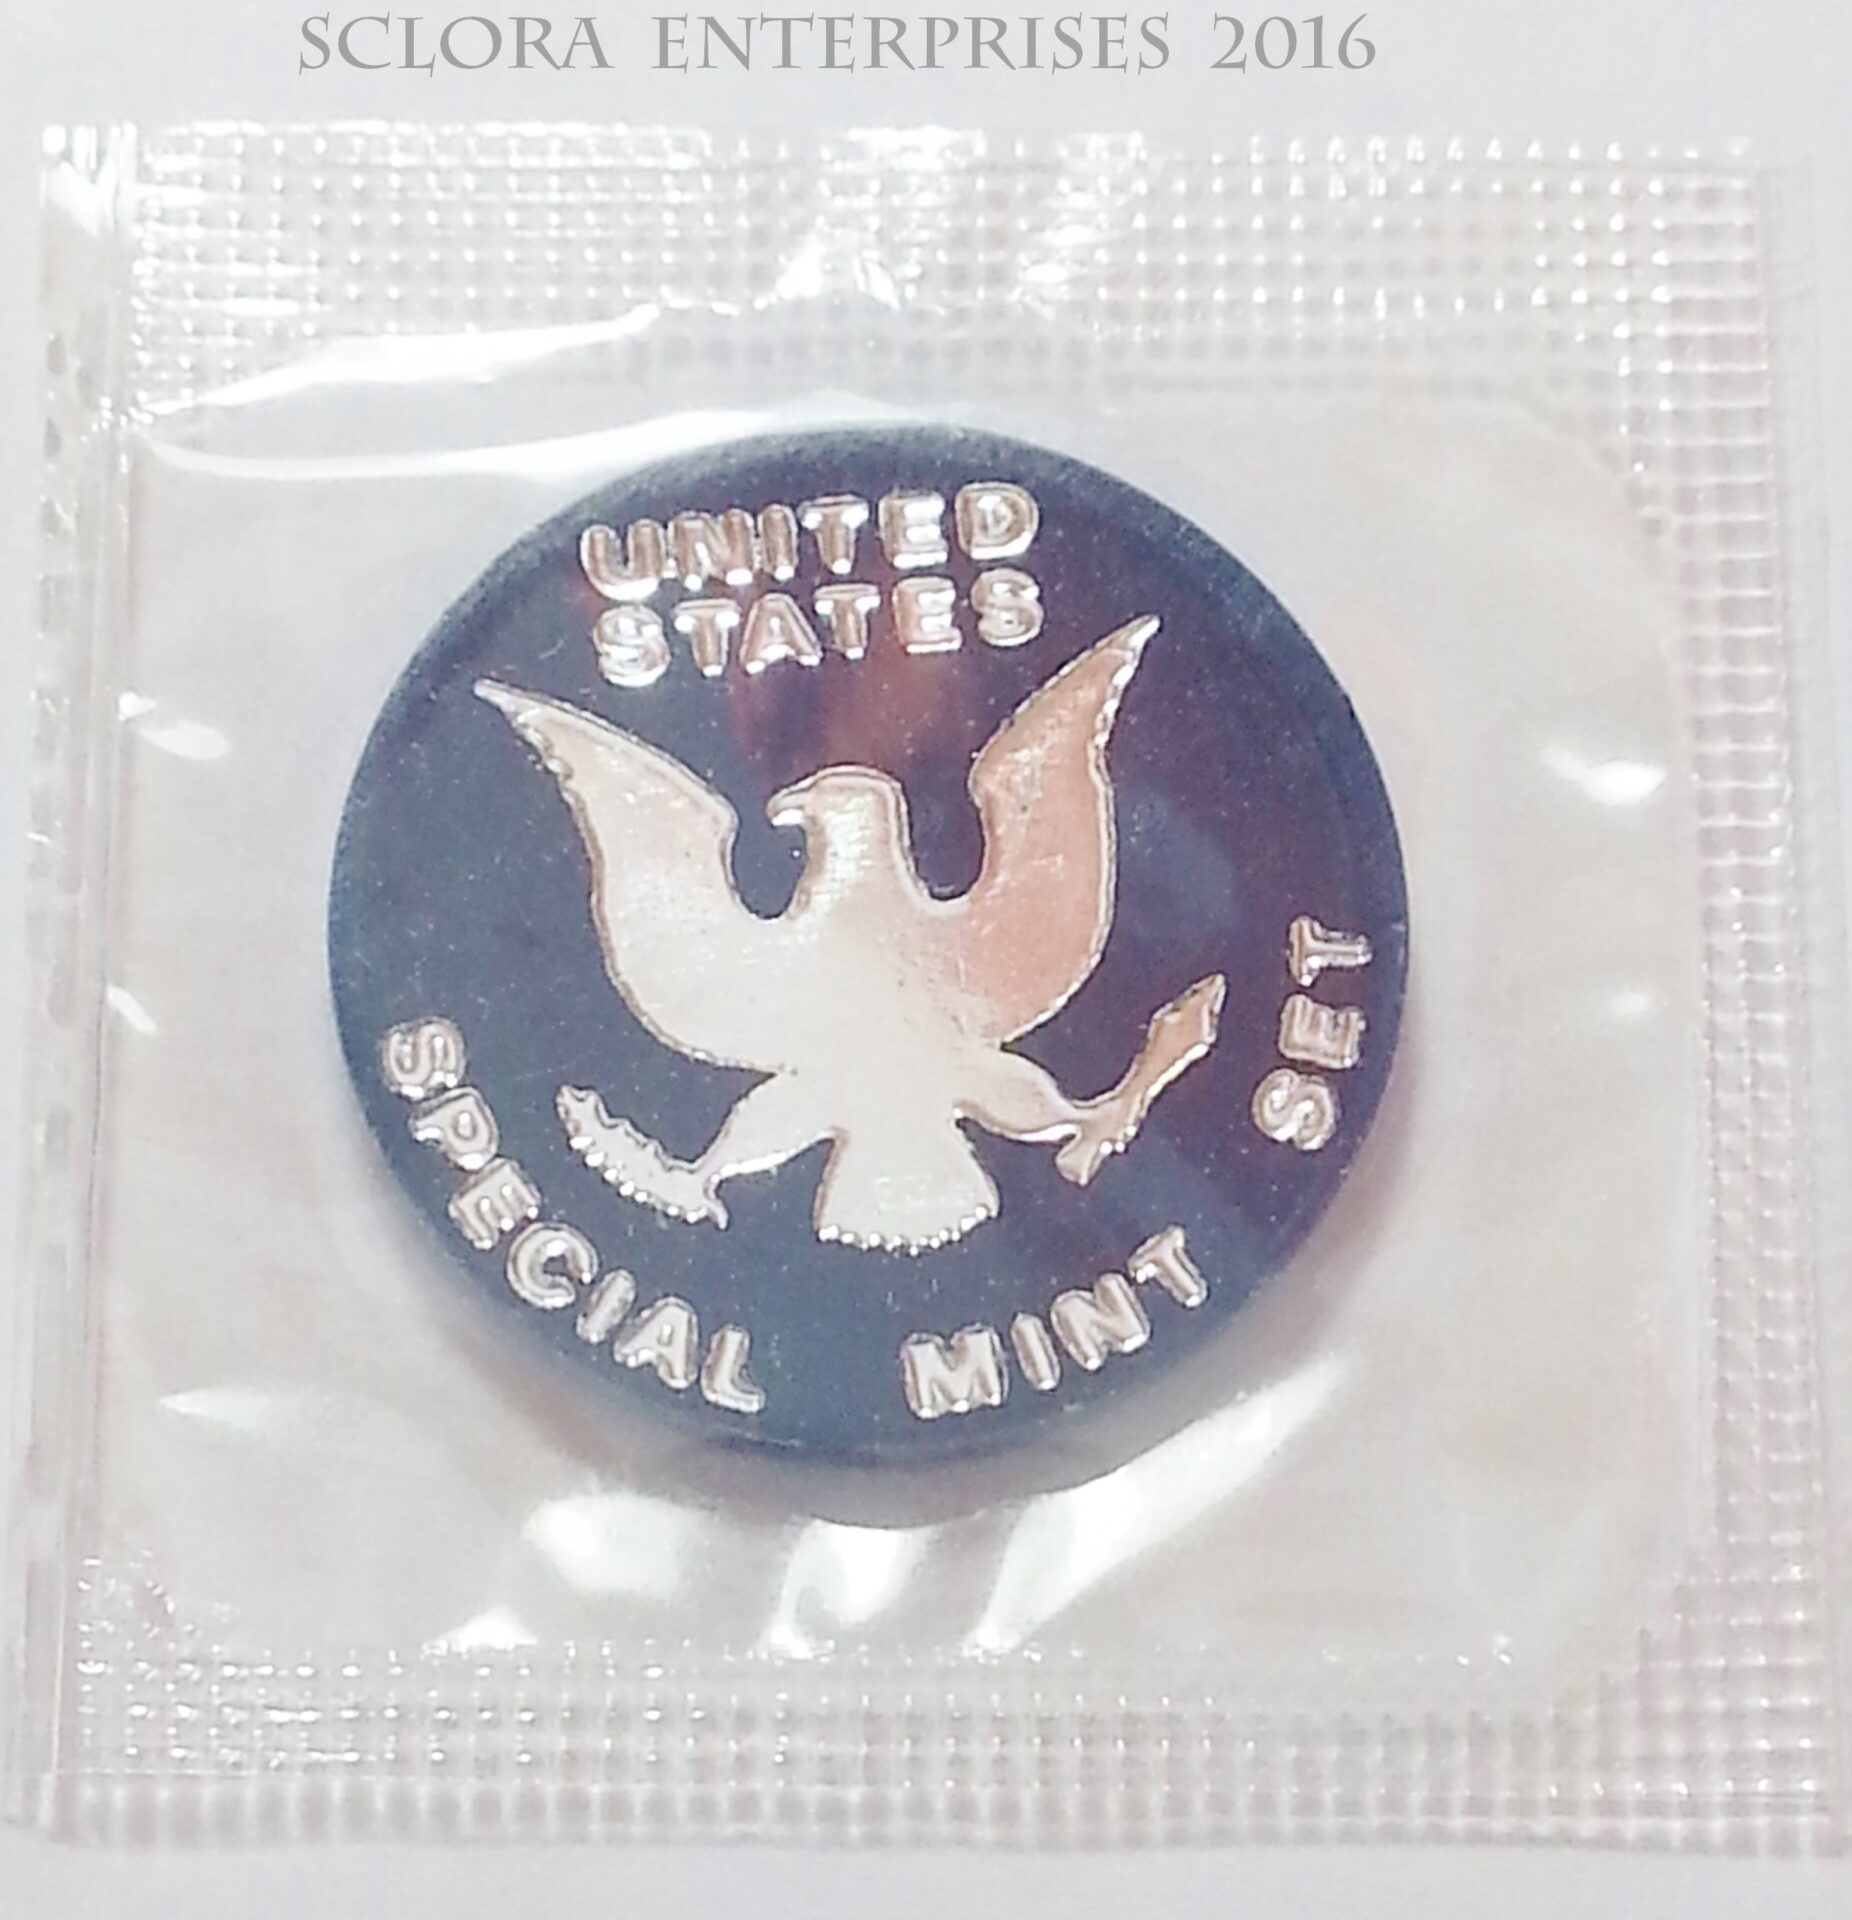 SCLORA ENTERPRISES 2016
UNITED
STATES
SPECIAL MINT SET